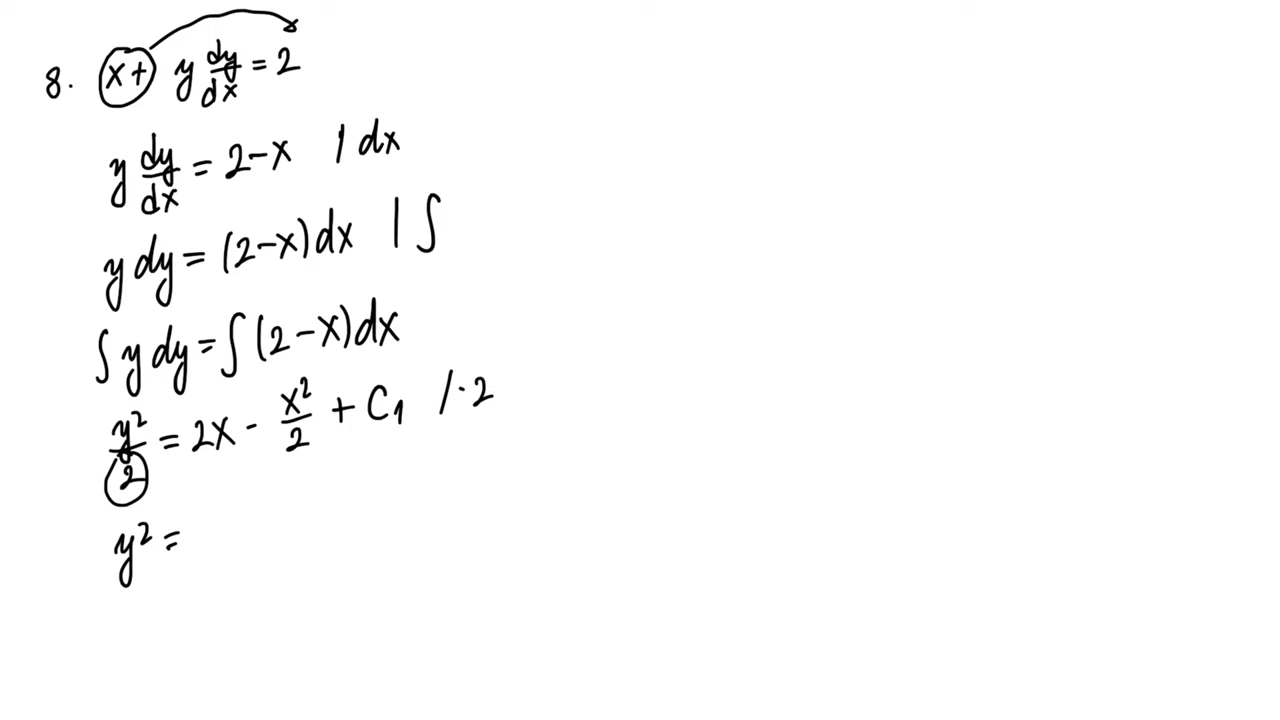 8. x+ y dy/dx = 2
y dy/dx = 2-x / dx
y dy = (2-x)dx | ∫
∫ y dy = ∫ (2-x)dx
y²/2 = 2x - x²/2 + C₁ /·2
y² =